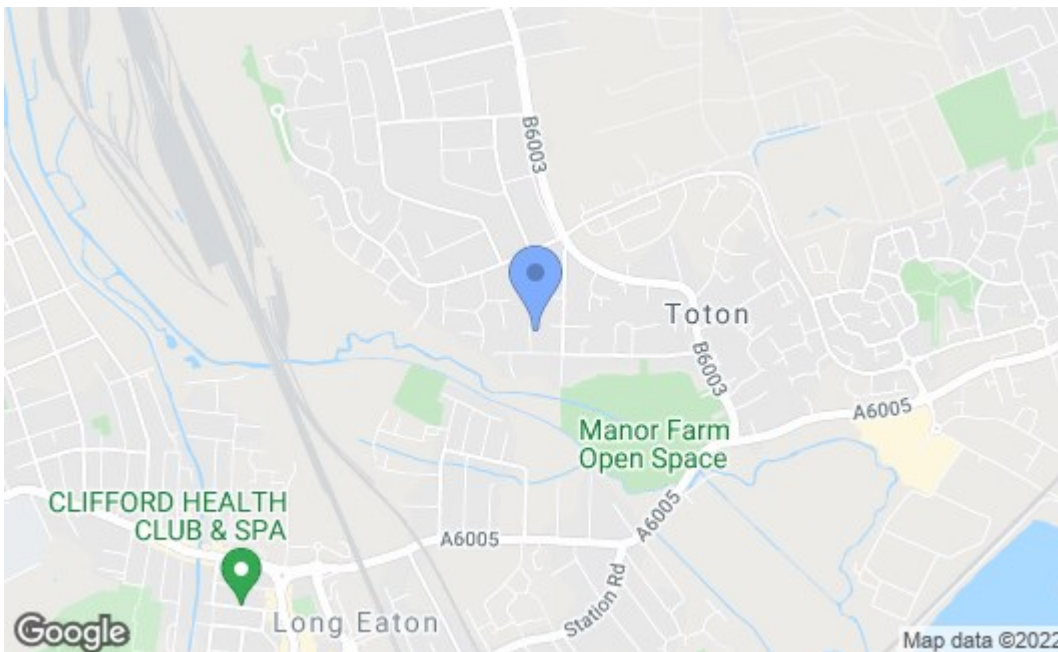 B6003
Toton
B6003
A6005
Manor Farm
Open Space
CLIFFORD HEALTH
CLUB & SPA
A6005
A6005
Station Rd
Long Eaton
Google
Map data ©2022